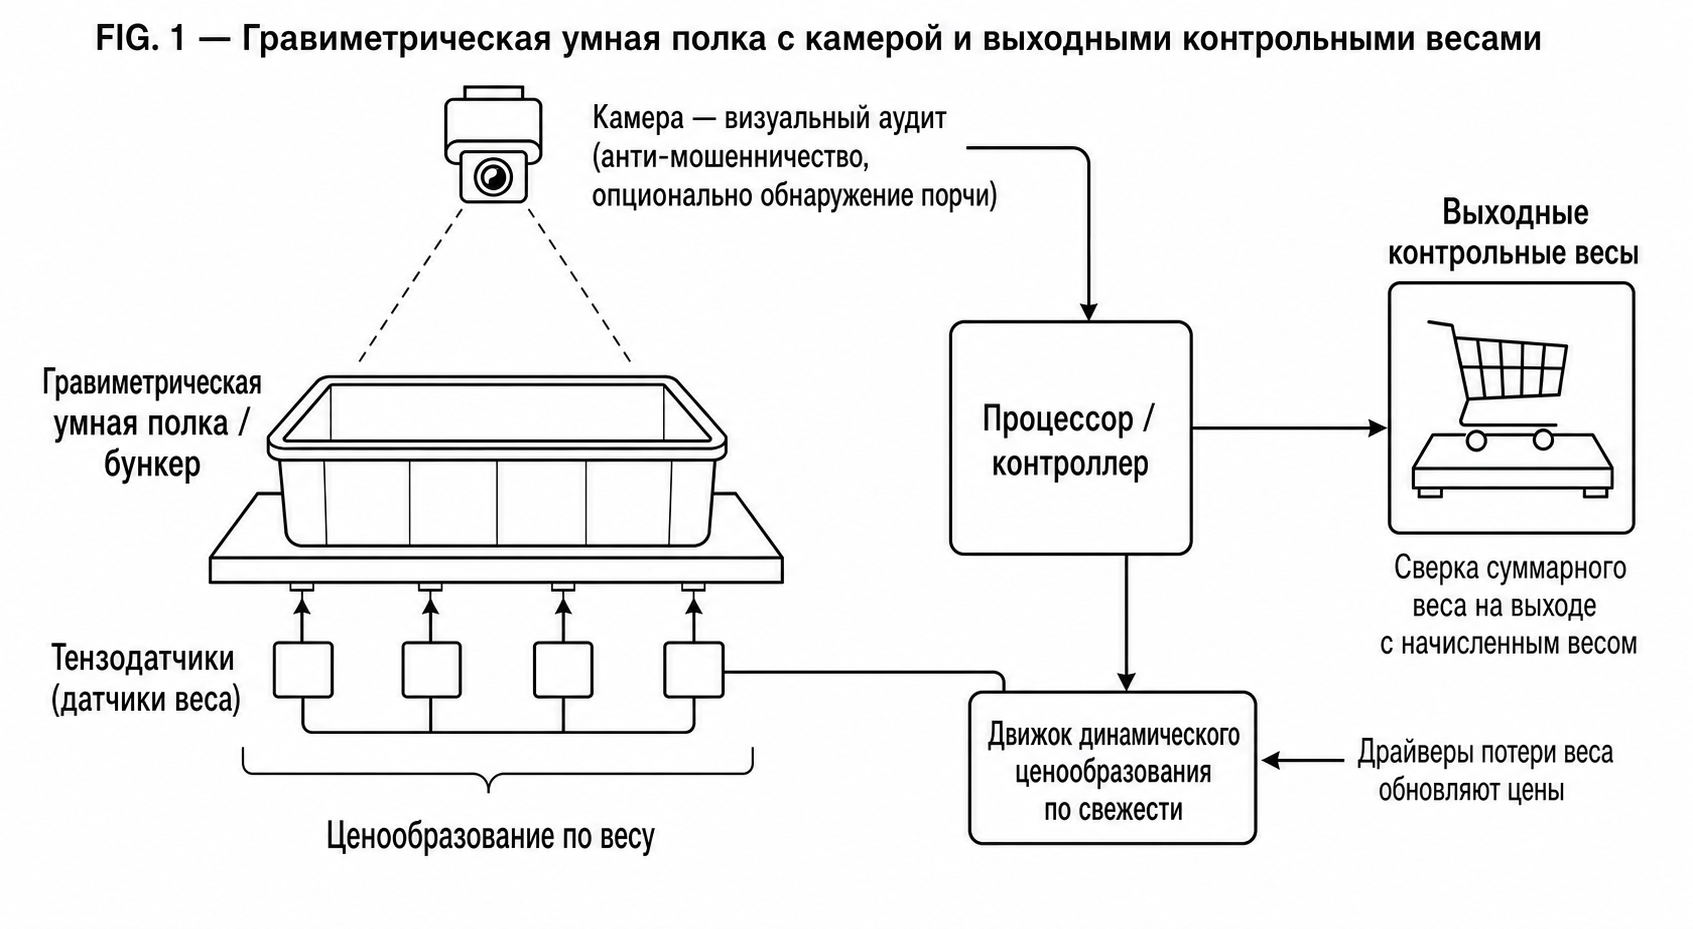 FIG. 1 — Гравиметрическая умная полка с камерой и выходными контрольными весами
Камера — визуальный аудит
(анти-мошенничество,
опционально обнаружение порчи)
Выходные
контрольные весы
Гравиметрическая
умная полка /
бункер
Процессор /
контроллер
Сверка суммарного
веса на выходе
с начисленным весом
Тензодатчики
(датчики веса)
Движок динамического
ценообразования
по свежести
Драйверы потери веса
обновляют цены
Ценообразование по весу